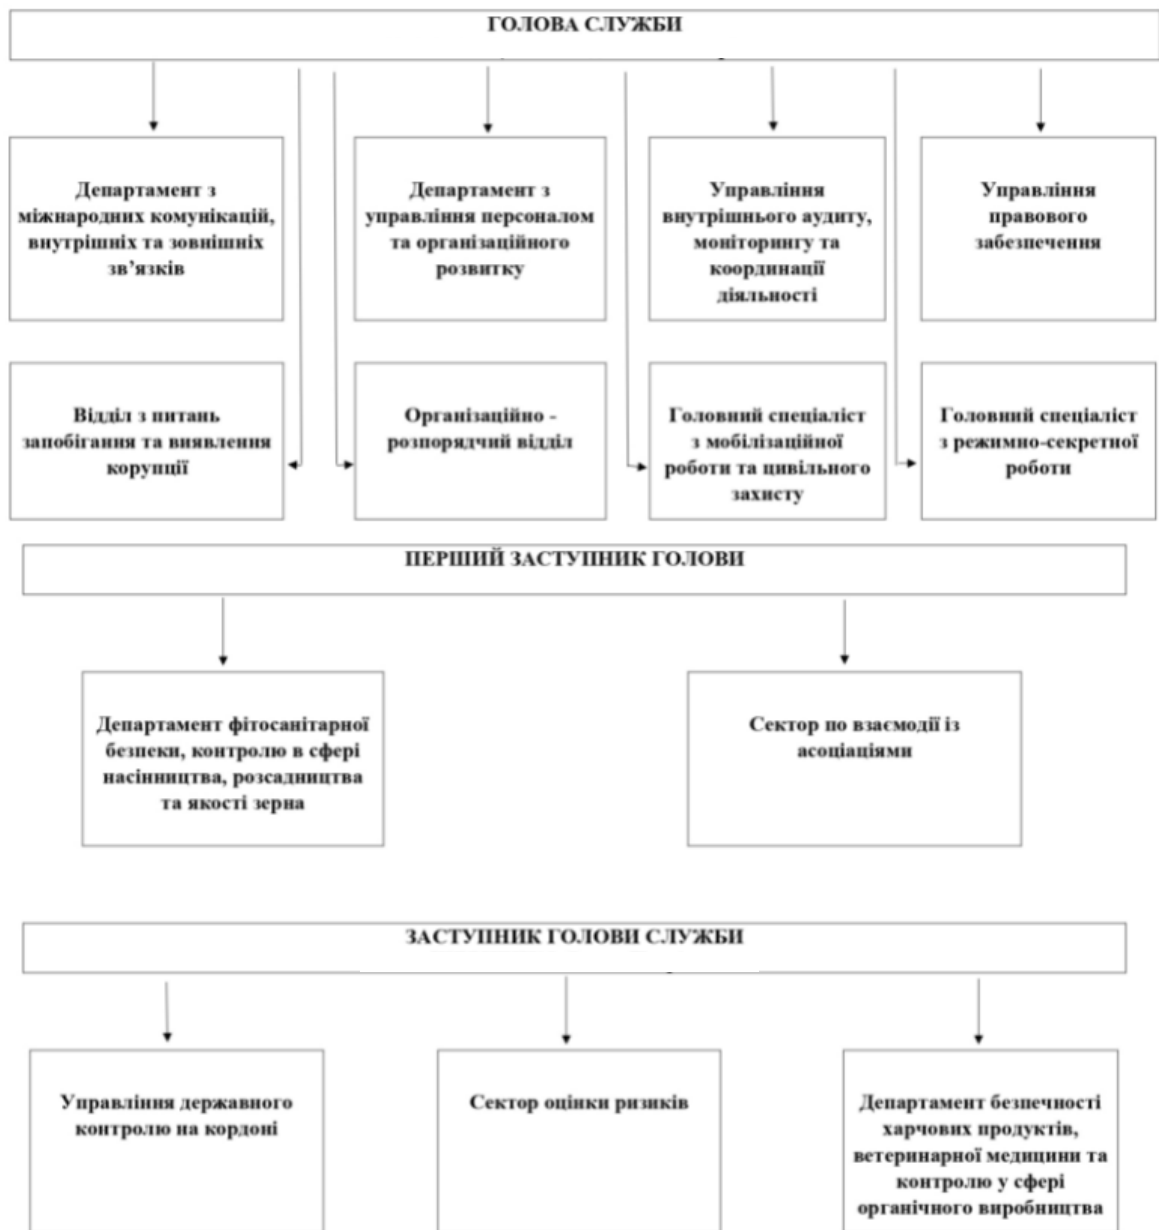 ГОЛОВА СЛУЖБИ
Департамент з
міжнародних комунікацій,
внутрішніх та зовнішніх
зв’язків
Департамент з
управління персоналом
та організаційного
розвитку
Управління
внутрішнього аудиту,
моніторингу та
координації
діяльності
Управління
правового
забезпечення
Відділ з питань
запобігання та виявлення
корупції
Організаційно -
розпорядчий відділ
Головний спеціаліст
з мобілізаційної
роботи та цивільного
захисту
Головний спеціаліст
з режимно-секретної
роботи
ПЕРШИЙ ЗАСТУПНИК ГОЛОВИ
Департамент фітосанітарної
безпеки, контролю в сфері
насінництва, розсадництва
та якості зерна
Сектор по взаємодії із
асоціаціями
ЗАСТУПНИК ГОЛОВИ СЛУЖБИ
Управління державного
контролю на кордоні
Сектор оцінки ризиків
Департамент безпечності
харчових продуктів,
ветеринарної медицини та
контролю у сфері
органічного виробництва